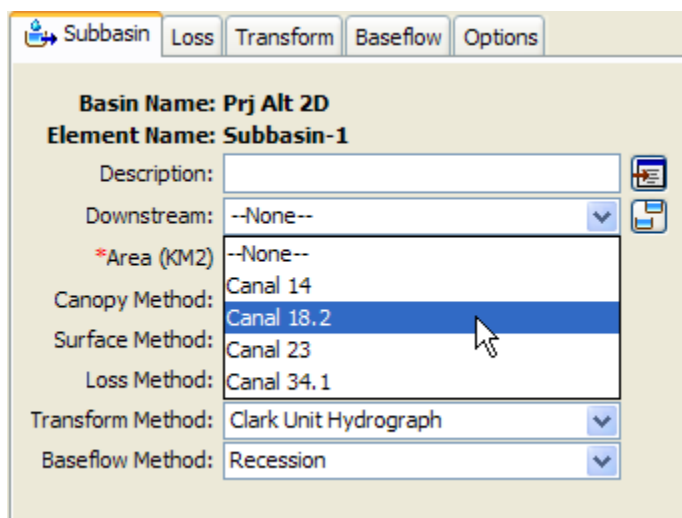 Subbasin Loss Transform Baseflow Options
Basin Name: Prj Alt 2D
Element Name: Subbasin-1
Description:
Downstream: --None--
*Area (KM2) --None--
Canal 14
Canopy Method:
Canal 18.2
Surface Method:
Canal 23
Loss Method: Canal 34.1
Transform Method: Clark Unit Hydrograph
Baseflow Method: Recession